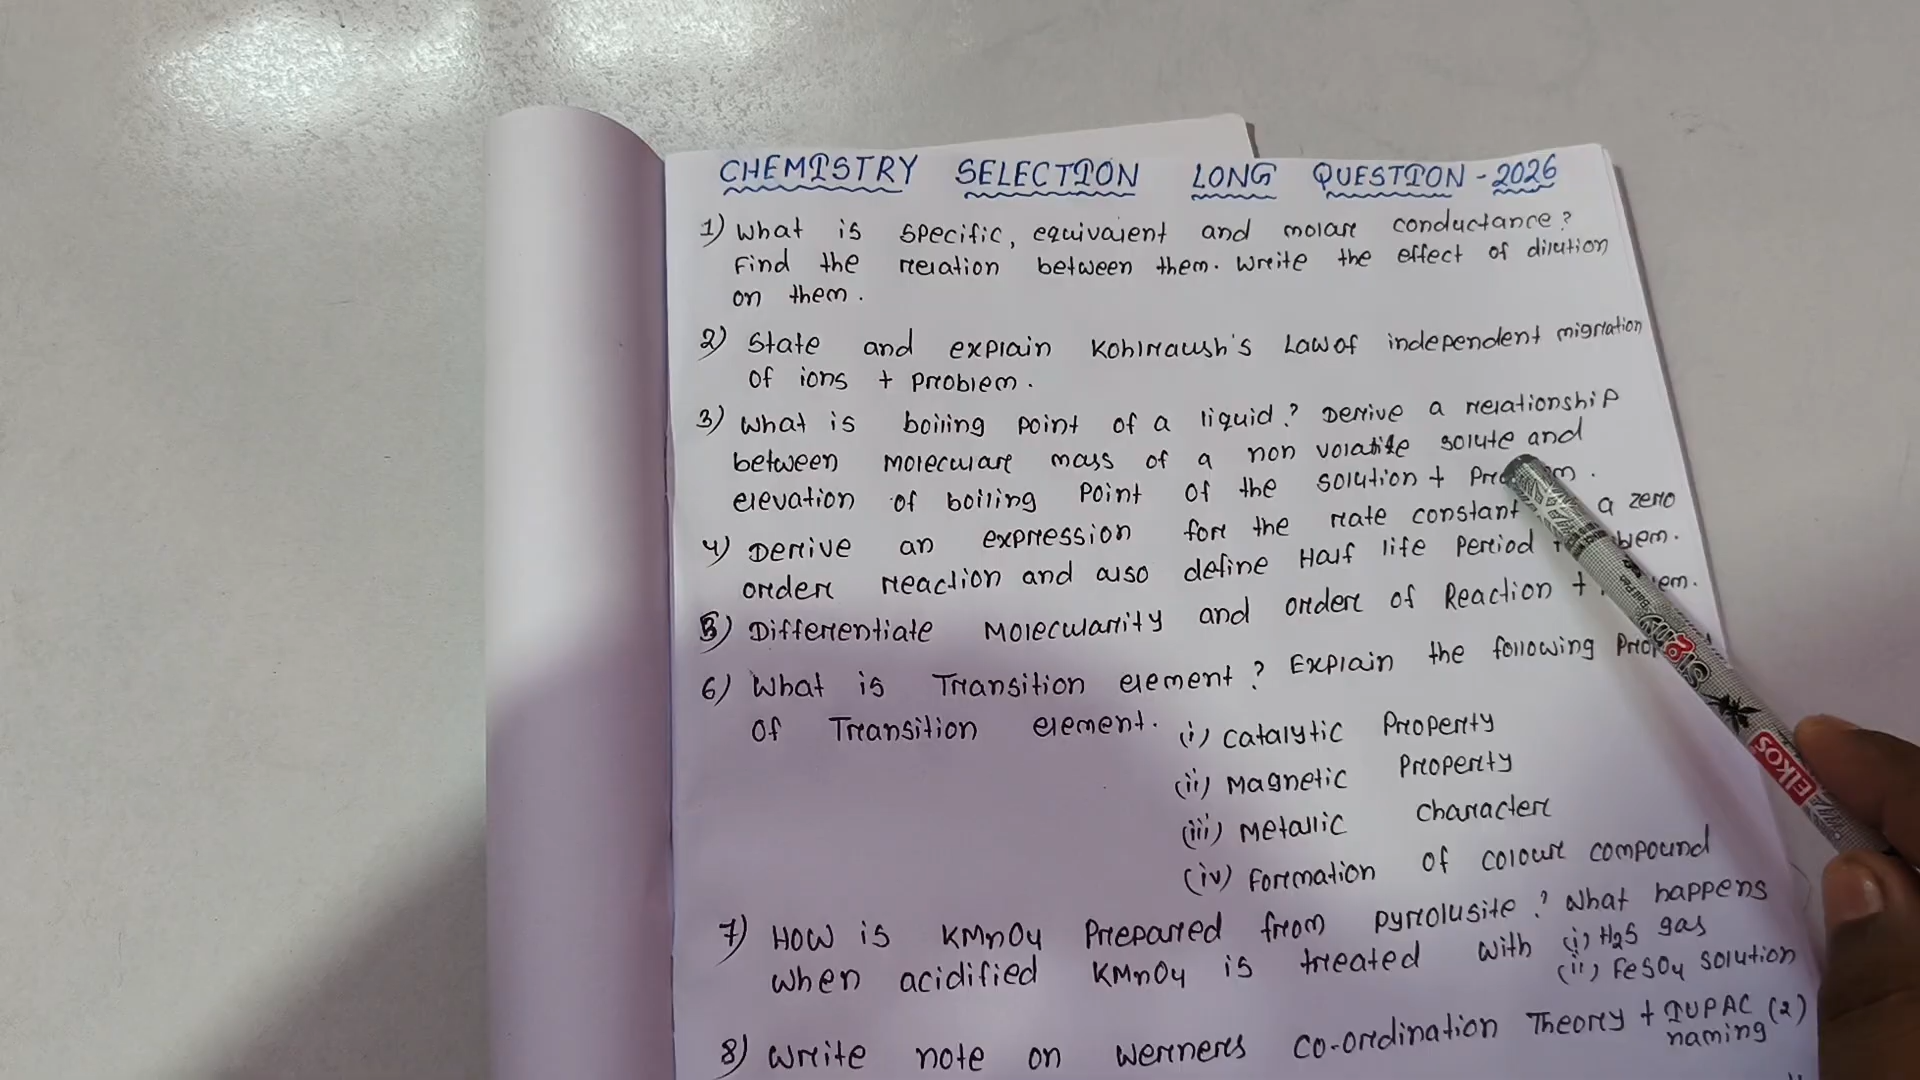 CHEMISTRY SELECTION LONG QUESTION - 2026
1) What is specific, equivalent and molar conductance?
Find the relation between them. Write the effect of dilution
on them.
2) State and explain Kohlraush's Law of independent migration
of ions + Problem.
3) What is boiling point of a liquid? Derive a relationship
between molecular mass of a non volatile solute and
elevation of boiling point of the solution +
4) Derive an expression for the rate constant a zero
order reaction and also define Half life Period
5) Differentiate Molecularity and order of Reaction +
6) What is Transition element? Explain the following
of Transition element.
(i) Catalytic Property
(ii) Magnetic Property
(iii) Metallic Character
(iv) Formation of colour compound
7) How is KMnO4 Prepared from pyrolusite? What happens
when acidified KMnO4 is treated with (i) H2S gas
(ii) FeSO4 solution
8) Write note on werners co-ordination Theory + IUPAC (2)
naming
elkos